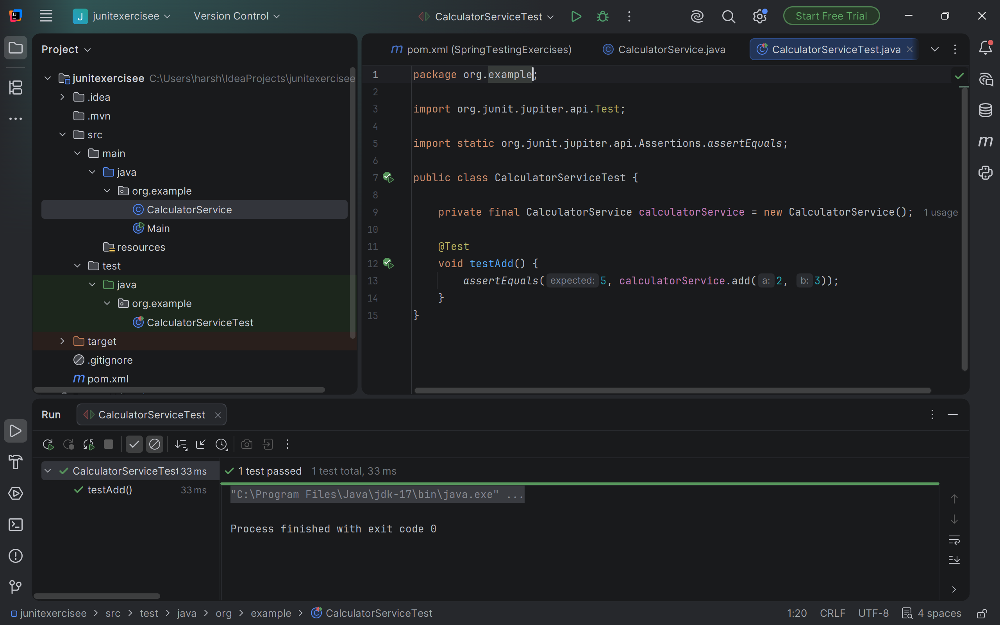 IJ
J junitexercisee Version Control CalculatorServiceTest Start Free Trial
Project
junitexercisee C:\Users\harsh\IdeaProjects\junitexercisee
.idea
.mvn
src
main
java
org.example
CalculatorService
Main
resources
test
java
org.example
CalculatorServiceTest
target
.gitignore
m pom.xml
m pom.xml (SpringTestingExercises) CalculatorService.java CalculatorServiceTest.java
1 package org.example;
2
3 import org.junit.jupiter.api.Test;
4
5 import static org.junit.jupiter.api.Assertions.assertEquals;
6
7 public class CalculatorServiceTest {
8
9 private final CalculatorService calculatorService = new CalculatorService(); 1 usage
10
11 @Test
12 void testAdd() {
13 assertEquals( expected: 5, calculatorService.add( a: 2, b: 3));
14 }
15 }
m
Run CalculatorServiceTest
CalculatorServiceTest 33 ms
testAdd() 33 ms
1 test passed 1 test total, 33 ms
"C:\Program Files\Java\jdk-17\bin\java.exe" ...
Process finished with exit code 0
junitexercisee > src > test > java > org > example > CalculatorServiceTest
1:20 CRLF UTF-8 4 spaces